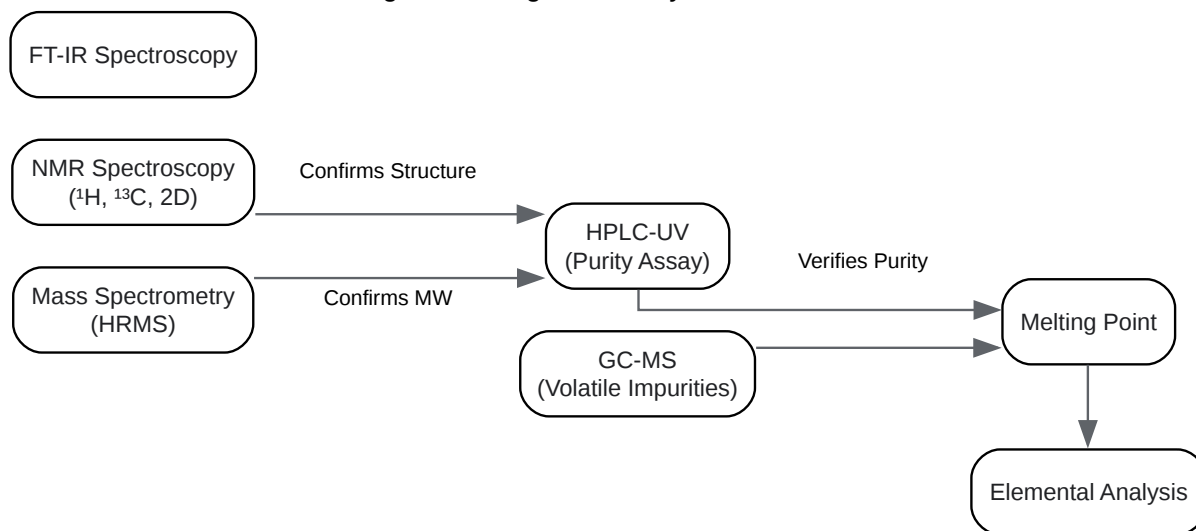 FT-IR Spectroscopy
NMR Spectroscopy
(¹H, ¹³C, 2D)
Confirms Structure
HPLC-UV
(Purity Assay)
Verifies Purity
Mass Spectrometry
(HRMS)
Confirms MW
Melting Point
GC-MS
(Volatile Impurities)
Elemental Analysis